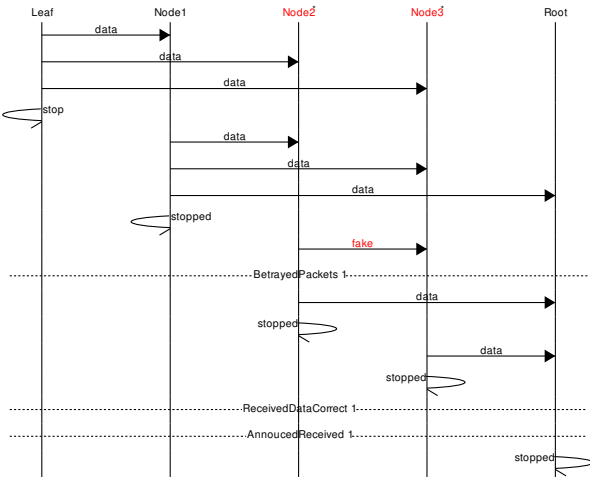 Leaf Node1 Node2* Node3* Root
data
data
data
stop
data
data
data
stopped
fake
BetrayedPackets 1
data
stopped
data
stopped
ReceivedDataCorrect 1
AnnoucedReceived 1
stopped